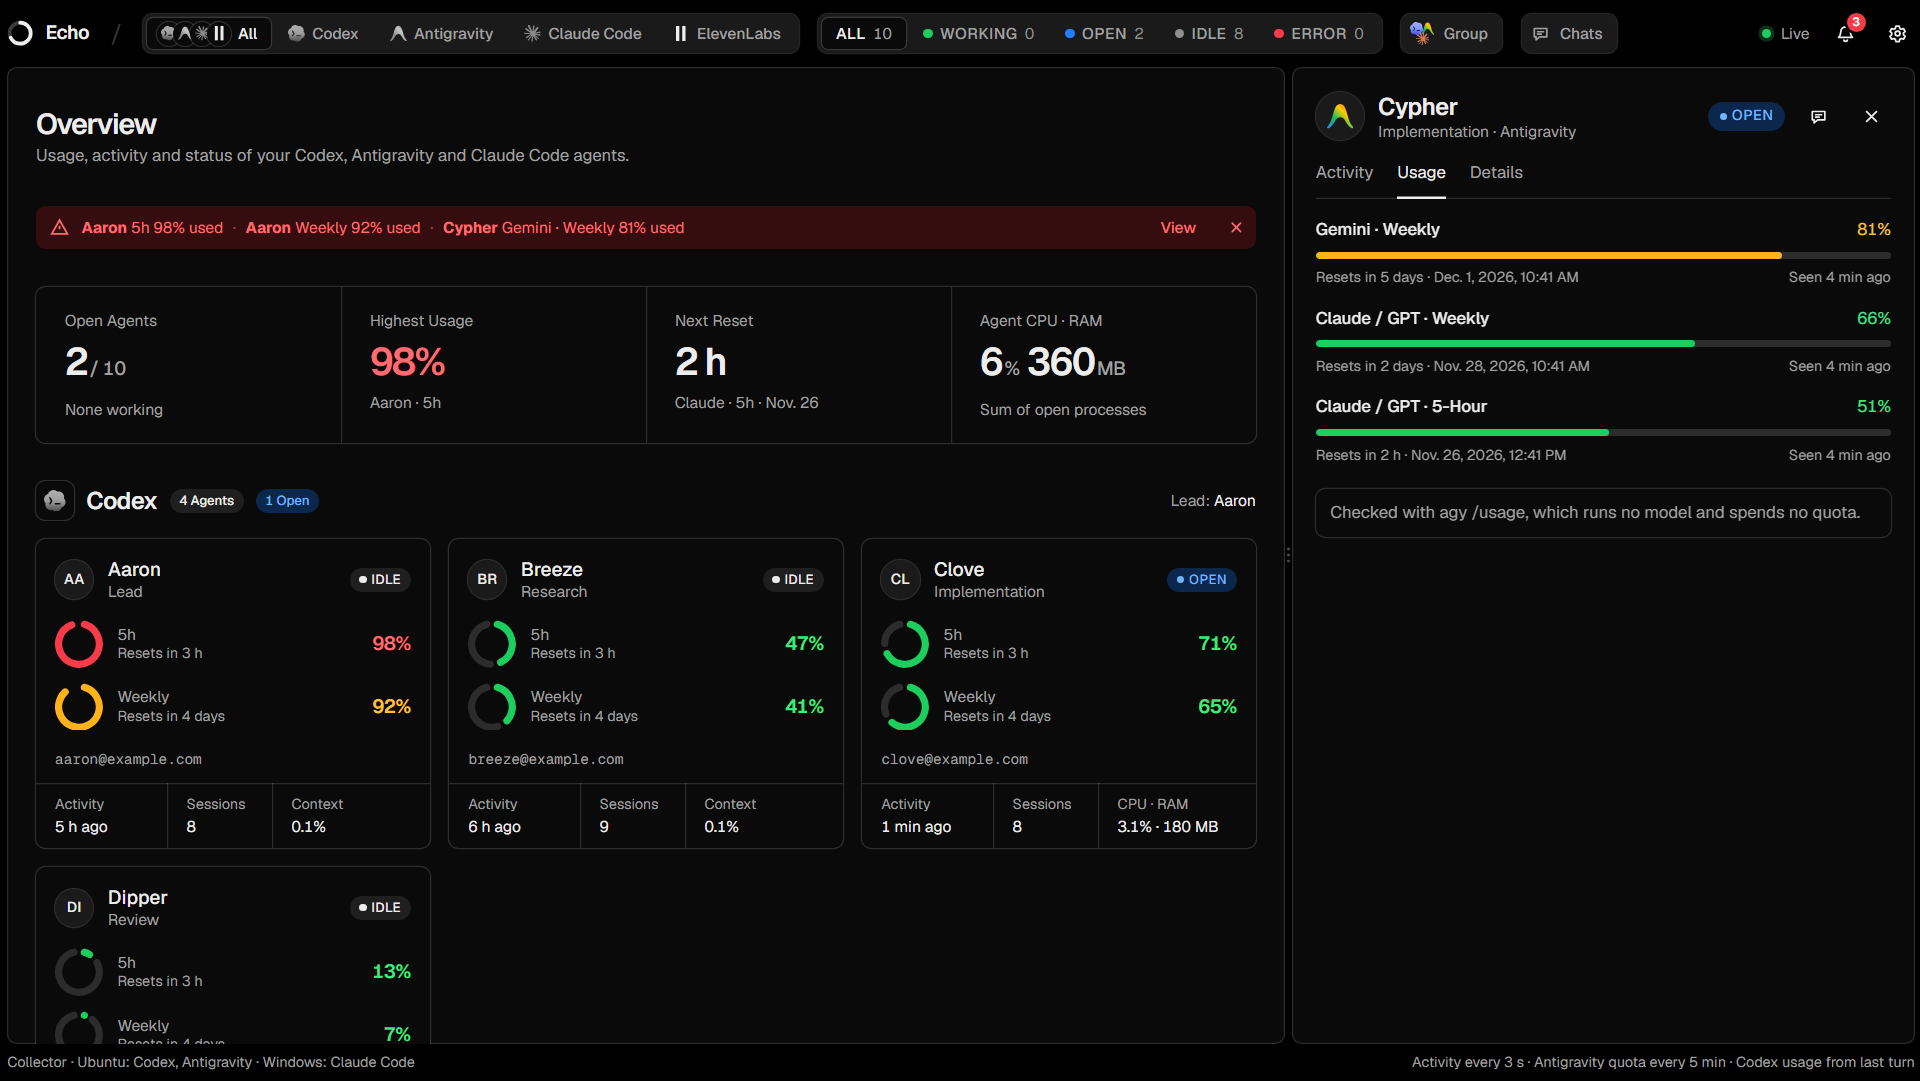 Echo / All Codex Antigravity Claude Code ElevenLabs ALL 10 WORKING 0 OPEN 2 IDLE 8 ERROR 0 Group Chats Live 3
Overview
Usage, activity and status of your Codex, Antigravity and Claude Code agents.
Aaron 5h 98% used · Aaron Weekly 92% used · Cypher Gemini · Weekly 81% used View
Open Agents
2 / 10
None working
Highest Usage
98%
Aaron · 5h
Next Reset
2 h
Claude · 5h · Nov. 26
Agent CPU · RAM
6% 360MB
Sum of open processes
Codex 4 Agents 1 Open Lead: Aaron
AA Aaron IDLE
Lead
5h
Resets in 3 h 98%
Weekly
Resets in 4 days 92%
aaron@example.com
Activity Sessions Context
5 h ago 8 0.1%
BR Breeze IDLE
Research
5h
Resets in 3 h 47%
Weekly
Resets in 4 days 41%
breeze@example.com
Activity Sessions Context
6 h ago 9 0.1%
CL Clove OPEN
Implementation
5h
Resets in 3 h 71%
Weekly
Resets in 4 days 65%
clove@example.com
Activity Sessions CPU · RAM
1 min ago 8 3.1% · 180 MB
DI Dipper IDLE
Review
5h
Resets in 3 h 13%
Weekly
Resets in 4 days 7%
Cypher OPEN
Implementation · Antigravity
Activity Usage Details
Gemini · Weekly 81%
Resets in 5 days · Dec. 1, 2026, 10:41 AM Seen 4 min ago
Claude / GPT · Weekly 66%
Resets in 2 days · Nov. 28, 2026, 10:41 AM Seen 4 min ago
Claude / GPT · 5-Hour 51%
Resets in 2 h · Nov. 26, 2026, 12:41 PM Seen 4 min ago
Checked with agy /usage, which runs no model and spends no quota.
Collector · Ubuntu: Codex, Antigravity · Windows: Claude Code
Activity every 3 s · Antigravity quota every 5 min · Codex usage from last turn